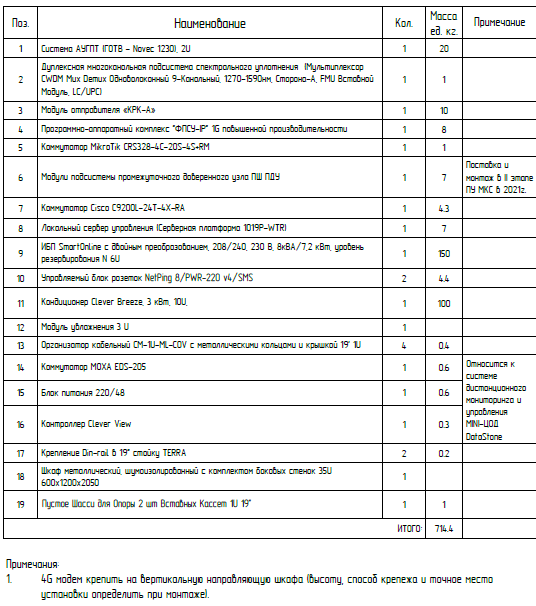 Поз. Наименование Кол. Масса ед. кг. Примечание
1 Система АУГПТ (ГОТВ - Novec 1230), 2U 1 20
2 Дуплексная многоканальная подсистема спектрального уплотнения (Мультиплексор CWDM Mux Demux Одноволоконный 9-Канальный, 1270-1590нм, Сторона-A, FMU Вставной Модуль, LC/UPC) 1 1
3 Модуль отправителя «КРК-А» 1 10
4 Программно-аппаратный комплекс "ФПСУ-IP" 1G повышенной производительности 1 8
5 Коммутатор MikroTik CRS328-4C-20S-4S+RM 1 1
6 Модули подсистемы промежуточного доверенного узла ПШ ПДУ 1 7 Поставка и монтаж в II этапе ПУ МКС в 2021г.
7 Коммутатор Cisco C9200L-24T-4X-RA 1 4.3
8 Локальный сервер управления (Серверная платформа 1019P-WTR) 1 7
9 ИБП SmartOnline с двойным преобразованием, 208/240, 230 В, 8кВА/7,2 кВт, уровень резервирования N 6U 1 150
10 Управляемый блок розеток NetPing 8/PWR-220 v4/SMS 2 4.4
11 Кондиционер Clever Breeze, 3 кВт, 10U, 1 100
12 Модуль увлажнения 3 U 1
13 Организатор кабельный CM-1U-ML-COV с металлическими кольцами и крышкой 19' 1U 4 0.4
14 Коммутатор MOXA EDS-205 1 0.6 Относится к системе дистанционного мониторинга и управления MINI-ЦОД DataStone
15 Блок питания 220/48 1 0.6
16 Контроллер Clever View 1 0.3
17 Крепление Din-rail в 19" стойку TERRA 2 0.2
18 Шкаф металлический, шумоизолированный с комплектом боковых стенок 35U 600x1200x2050 1
19 Пустое Шасси для Опоры 2 шт Вставных Кассет 1U 19" 1 1
ИТОГО: 714.4
Примечания:
1. 4G модем крепить на вертикальную направляющую шкафа (высоту, способ крепежа и точное место
установки определить при монтаже).